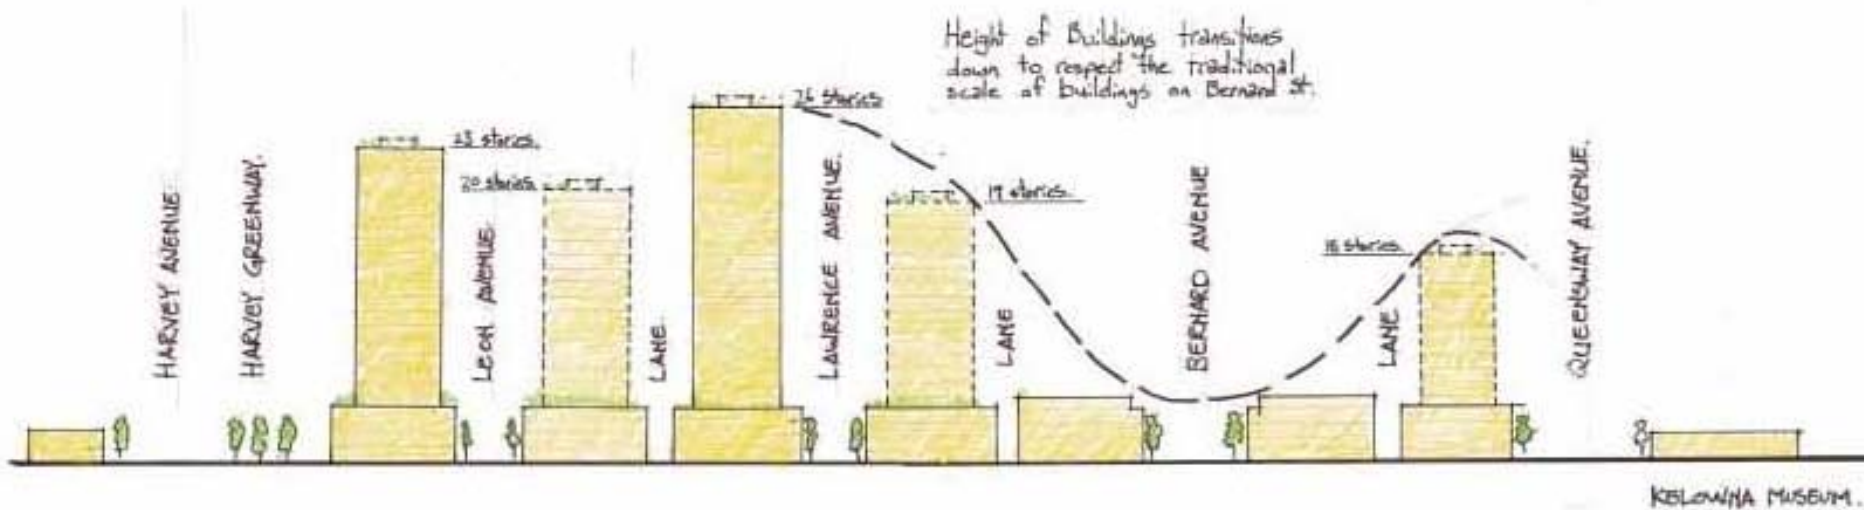 Height of Buildings transitions
down to respect the traditional
scale of buildings on Bernard St.
26 stories
23 stories.
20 stories.
19 stories.
stories.
HARVEY AVENUE
HARVEY GREENWAY.
LEON AVENUE.
LANE.
LAWRENCE AVENUE.
LANE
BERNARD AVENUE
LANE
QUEENSWAY AVENUE.
KELOWNA MUSEUM.